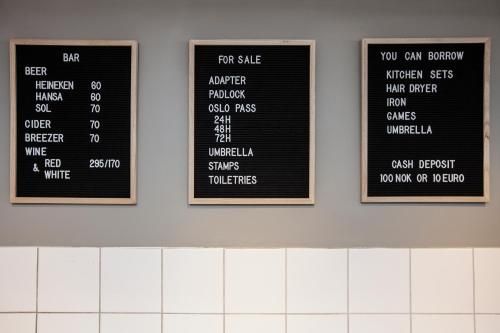 BAR
BEER
HEINEKEN 60
HANSA 60
SOL 70
CIDER 70
BREEZER 70
WINE
& RED 295/170
WHITE
FOR SALE
ADAPTER
PADLOCK
OSLO PASS
24H
48H
72H
UMBRELLA
STAMPS
TOILETRIES
YOU CAN BORROW
KITCHEN SETS
HAIR DRYER
IRON
GAMES
UMBRELLA
CASH DEPOSIT
100 NOK OR 10 EURO